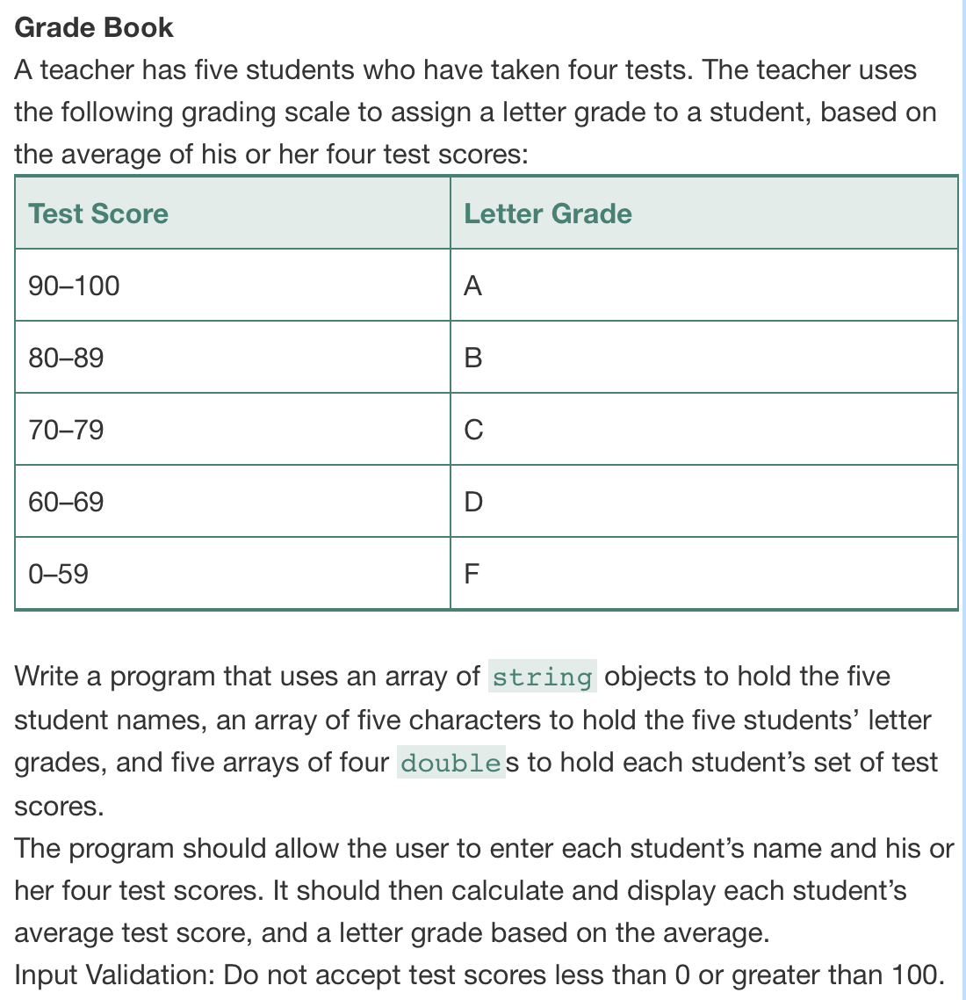 Grade Book
A teacher has five students who have taken four tests. The teacher uses
the following grading scale to assign a letter grade to a student, based on
the average of his or her four test scores:
Test Score Letter Grade
90–100 A
80–89 B
70–79 C
60–69 D
0–59 F
Write a program that uses an array of string objects to hold the five
student names, an array of five characters to hold the five students’ letter
grades, and five arrays of four doubles to hold each student’s set of test
scores.
The program should allow the user to enter each student’s name and his or
her four test scores. It should then calculate and display each student’s
average test score, and a letter grade based on the average.
Input Validation: Do not accept test scores less than 0 or greater than 100.